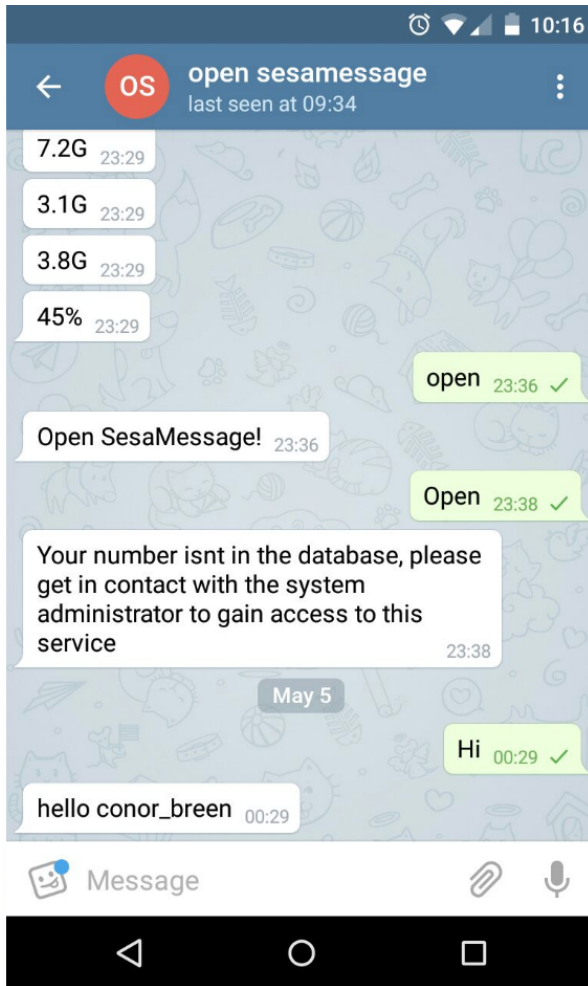 10:16
OS
open sesamessage
last seen at 09:34
7.2G 23:29
3.1G 23:29
3.8G 23:29
45% 23:29
open 23:36
Open SesaMessage! 23:36
Open 23:38
Your number isnt in the database, please
get in contact with the system
administrator to gain access to this
service
23:38
May 5
Hi 00:29
hello conor_breen 00:29
Message